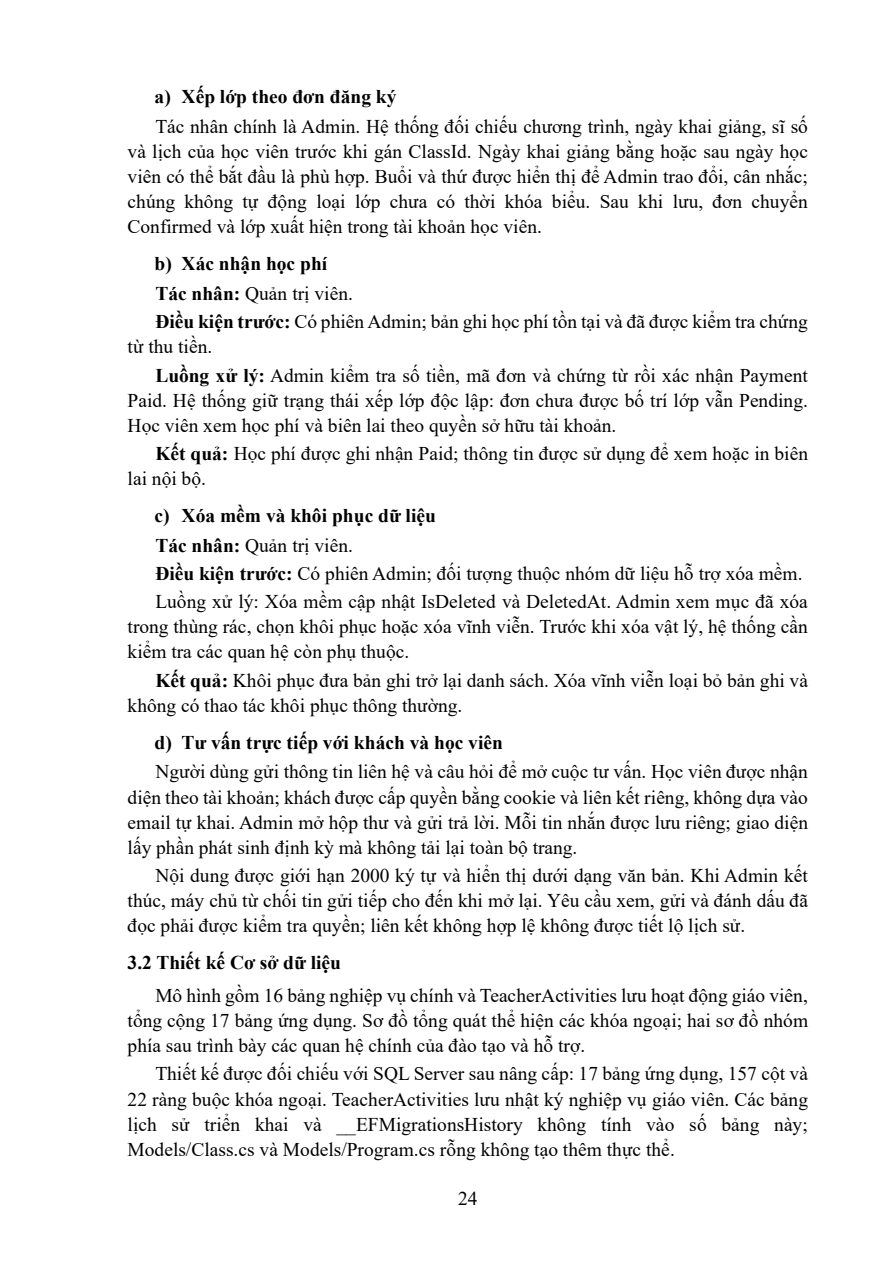 a) Xếp lớp theo đơn đăng ký
Tác nhân chính là Admin. Hệ thống đối chiếu chương trình, ngày khai giảng, sĩ số
và lịch của học viên trước khi gán ClassId. Ngày khai giảng bằng hoặc sau ngày học
viên có thể bắt đầu là phù hợp. Buổi và thứ được hiển thị để Admin trao đổi, cân nhắc;
chúng không tự động loại lớp chưa có thời khóa biểu. Sau khi lưu, đơn chuyển
Confirmed và lớp xuất hiện trong tài khoản học viên.
b) Xác nhận học phí
Tác nhân: Quản trị viên.
Điều kiện trước: Có phiên Admin; bản ghi học phí tồn tại và đã được kiểm tra chứng
từ thu tiền.
Luồng xử lý: Admin kiểm tra số tiền, mã đơn và chứng từ rồi xác nhận Payment
Paid. Hệ thống giữ trạng thái xếp lớp độc lập: đơn chưa được bố trí lớp vẫn Pending.
Học viên xem học phí và biên lai theo quyền sở hữu tài khoản.
Kết quả: Học phí được ghi nhận Paid; thông tin được sử dụng để xem hoặc in biên
lai nội bộ.
c) Xóa mềm và khôi phục dữ liệu
Tác nhân: Quản trị viên.
Điều kiện trước: Có phiên Admin; đối tượng thuộc nhóm dữ liệu hỗ trợ xóa mềm.
Luồng xử lý: Xóa mềm cập nhật IsDeleted và DeletedAt. Admin xem mục đã xóa
trong thùng rác, chọn khôi phục hoặc xóa vĩnh viễn. Trước khi xóa vật lý, hệ thống cần
kiểm tra các quan hệ còn phụ thuộc.
Kết quả: Khôi phục đưa bản ghi trở lại danh sách. Xóa vĩnh viễn loại bỏ bản ghi và
không có thao tác khôi phục thông thường.
d) Tư vấn trực tiếp với khách và học viên
Người dùng gửi thông tin liên hệ và câu hỏi để mở cuộc tư vấn. Học viên được nhận
diện theo tài khoản; khách được cấp quyền bằng cookie và liên kết riêng, không dựa vào
email tự khai. Admin mở hộp thư và gửi trả lời. Mỗi tin nhắn được lưu riêng; giao diện
lấy phần phát sinh định kỳ mà không tải lại toàn bộ trang.
Nội dung được giới hạn 2000 ký tự và hiển thị dưới dạng văn bản. Khi Admin kết
thúc, máy chủ từ chối tin gửi tiếp cho đến khi mở lại. Yêu cầu xem, gửi và đánh dấu đã
đọc phải được kiểm tra quyền; liên kết không hợp lệ không được tiết lộ lịch sử.
3.2 Thiết kế Cơ sở dữ liệu
Mô hình gồm 16 bảng nghiệp vụ chính và TeacherActivities lưu hoạt động giáo viên,
tổng cộng 17 bảng ứng dụng. Sơ đồ tổng quát thể hiện các khóa ngoại; hai sơ đồ nhóm
phía sau trình bày các quan hệ chính của đào tạo và hỗ trợ.
Thiết kế được đối chiếu với SQL Server sau nâng cấp: 17 bảng ứng dụng, 157 cột và
22 ràng buộc khóa ngoại. TeacherActivities lưu nhật ký nghiệp vụ giáo viên. Các bảng
lịch sử triển khai và __EFMigrationsHistory không tính vào số bảng này;
Models/Class.cs và Models/Program.cs rỗng không tạo thêm thực thể.
24